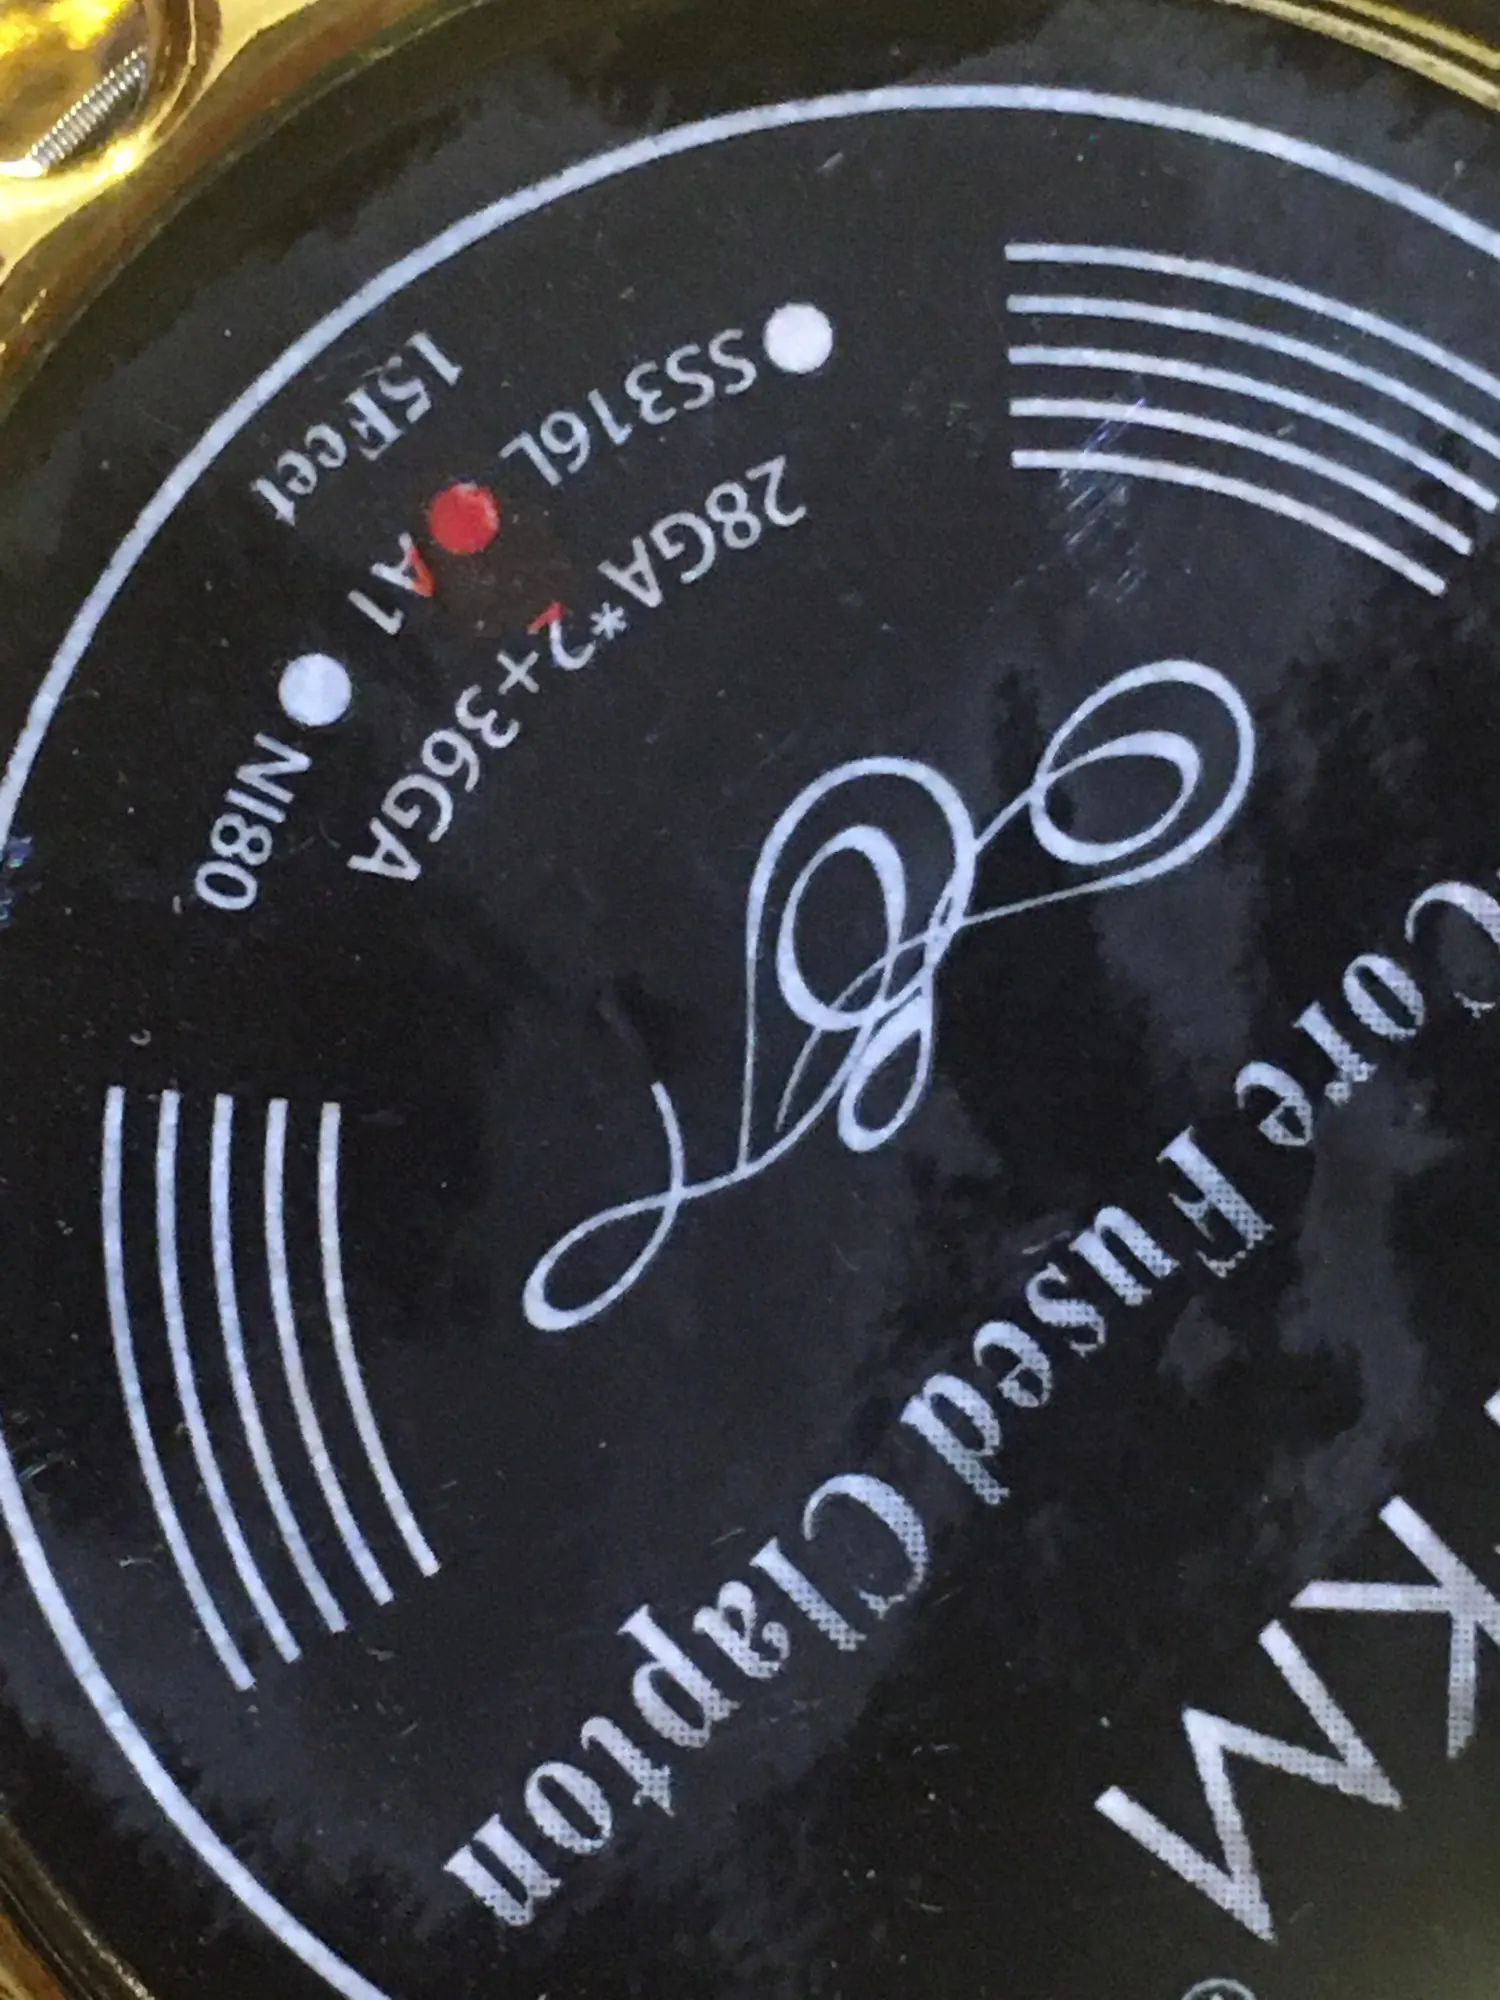 Core Fused Clapton
28GA*2+36GA
SS316L A1 NI80
15Feet